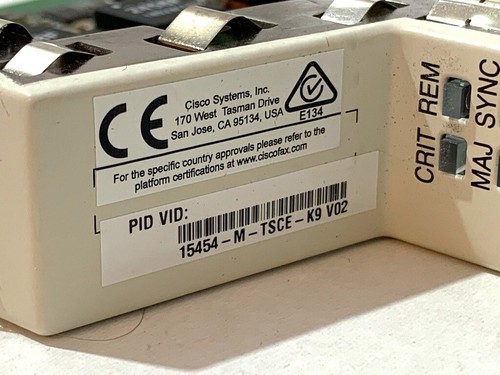 CE
Cisco Systems, Inc.
170 West Tasman Drive
San Jose, CA 95134, USA
E134
For the specific country approvals please refer to the
platform certifications at www.ciscofax.com.
PID VID:
15454-M-TSCE-K9 V02
CRIT REM
MAJ SYNC